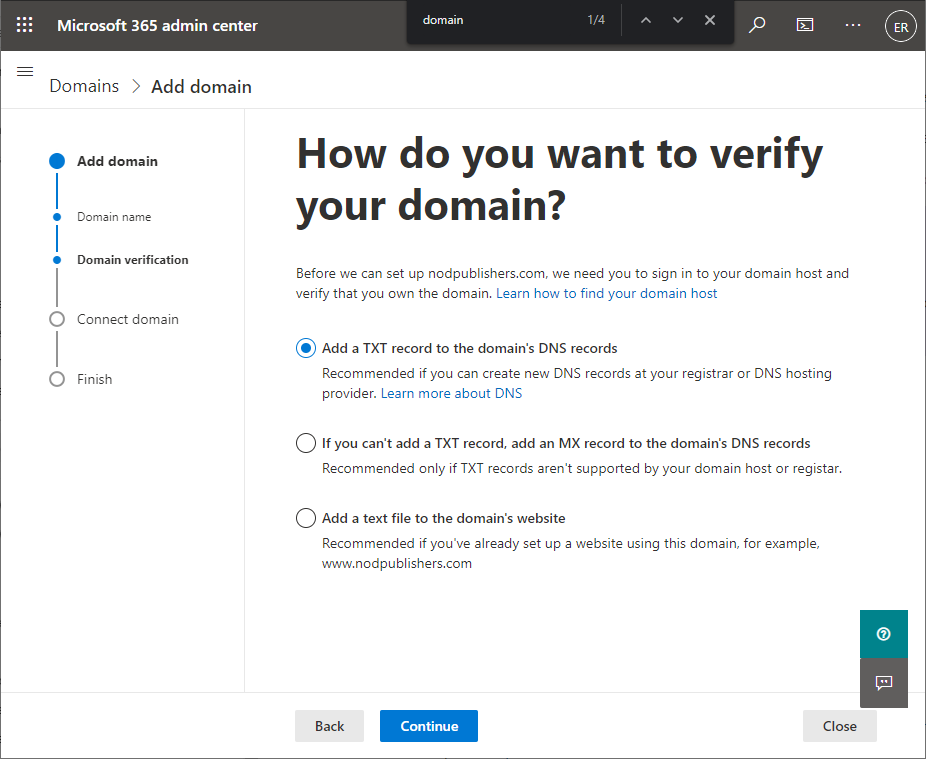 Microsoft 365 admin center
domain
1/4
ER
Domains > Add domain
Add domain
Domain name
Domain verification
Connect domain
Finish
How do you want to verify
your domain?
Before we can set up nodpublishers.com, we need you to sign in to your domain host and
verify that you own the domain. Learn how to find your domain host
Add a TXT record to the domain's DNS records
Recommended if you can create new DNS records at your registrar or DNS hosting
provider. Learn more about DNS
If you can't add a TXT record, add an MX record to the domain's DNS records
Recommended only if TXT records aren't supported by your domain host or registar.
Add a text file to the domain's website
Recommended if you've already set up a website using this domain, for example,
www.nodpublishers.com
Back
Continue
Close